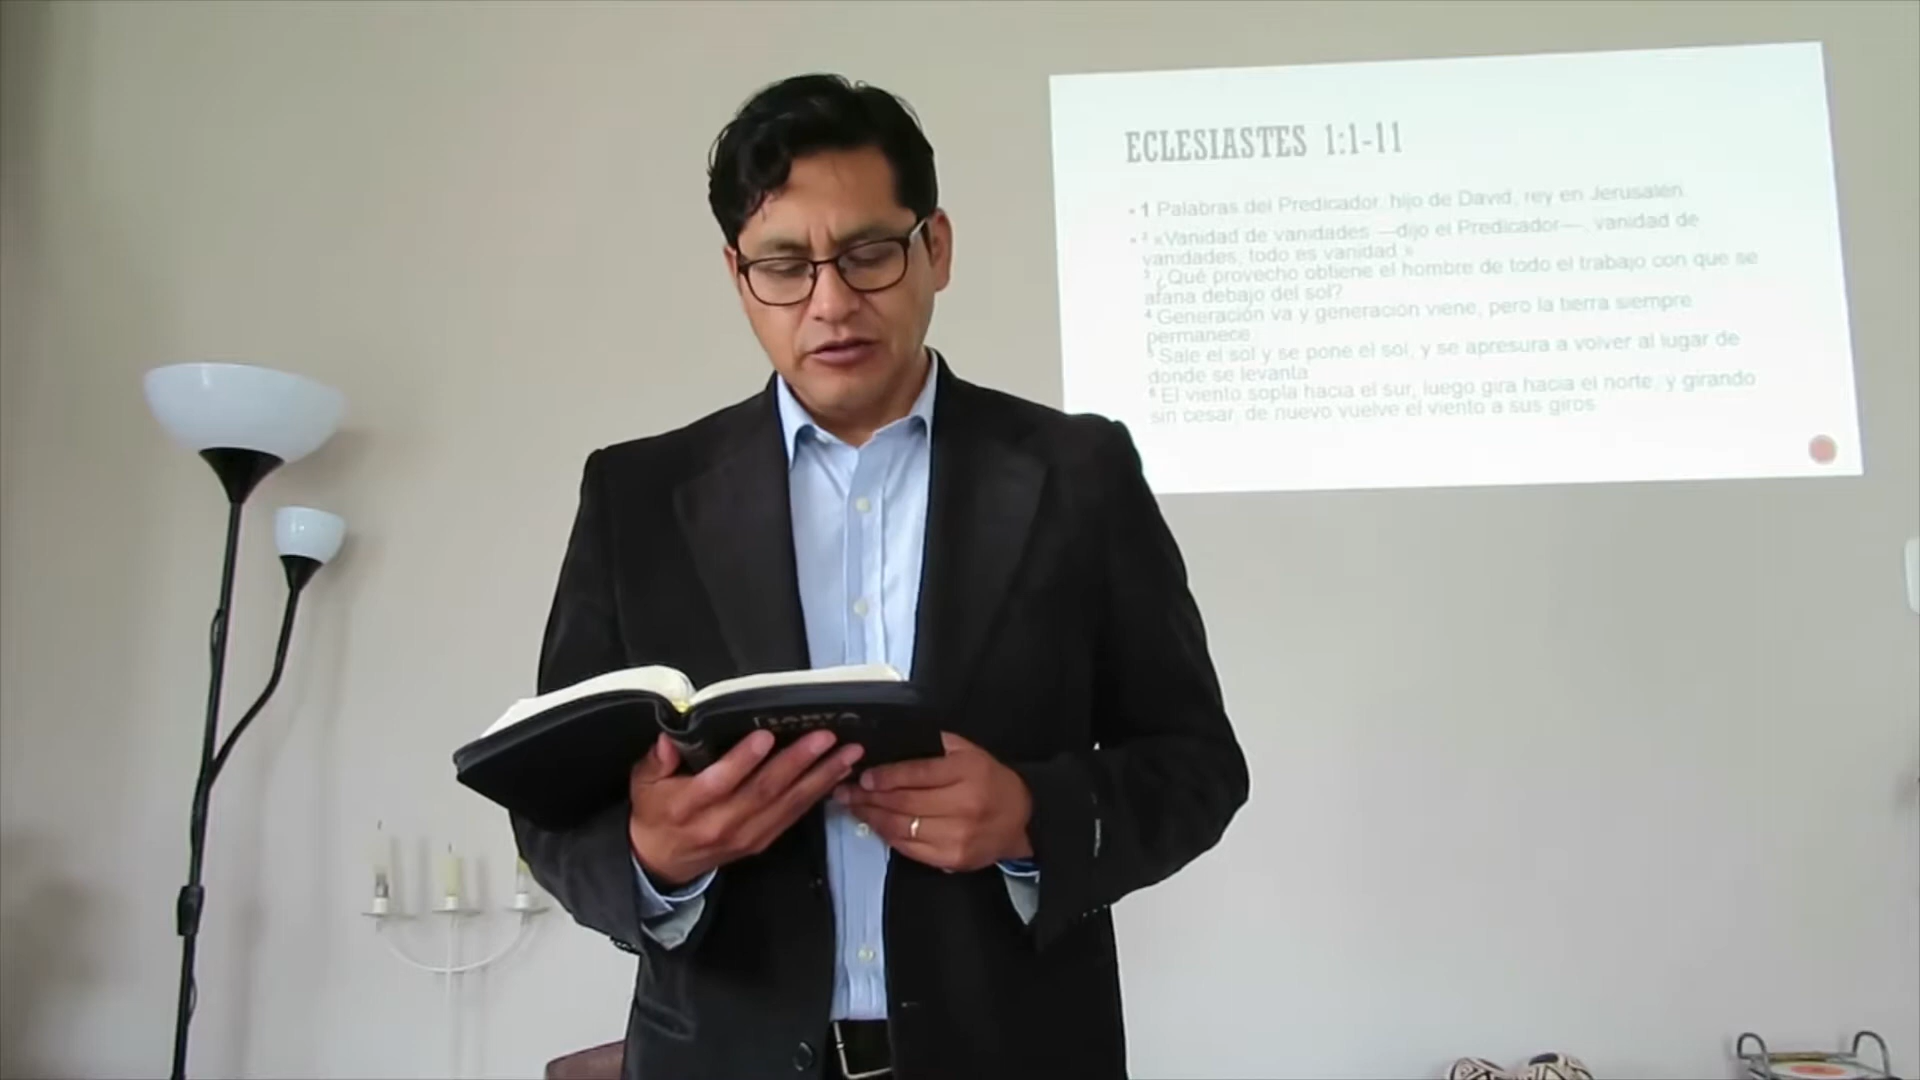 ECLESIASTES 1:1-11
• 1 Palabras del Predicador, hijo de David, rey en Jerusalén.
• 2 «Vanidad de vanidades —dijo el Predicador—, vanidad de
vanidades, todo es vanidad.»
3 ¿Qué provecho obtiene el hombre de todo el trabajo con que se
afana debajo del sol?
4 Generación va y generación viene, pero la tierra siempre
permanece.
5 Sale el sol y se pone el sol, y se apresura a volver al lugar de
donde se levanta.
6 El viento sopla hacia el sur, luego gira hacia el norte; y girando
sin cesar, de nuevo vuelve el viento a sus giros.
SANTA